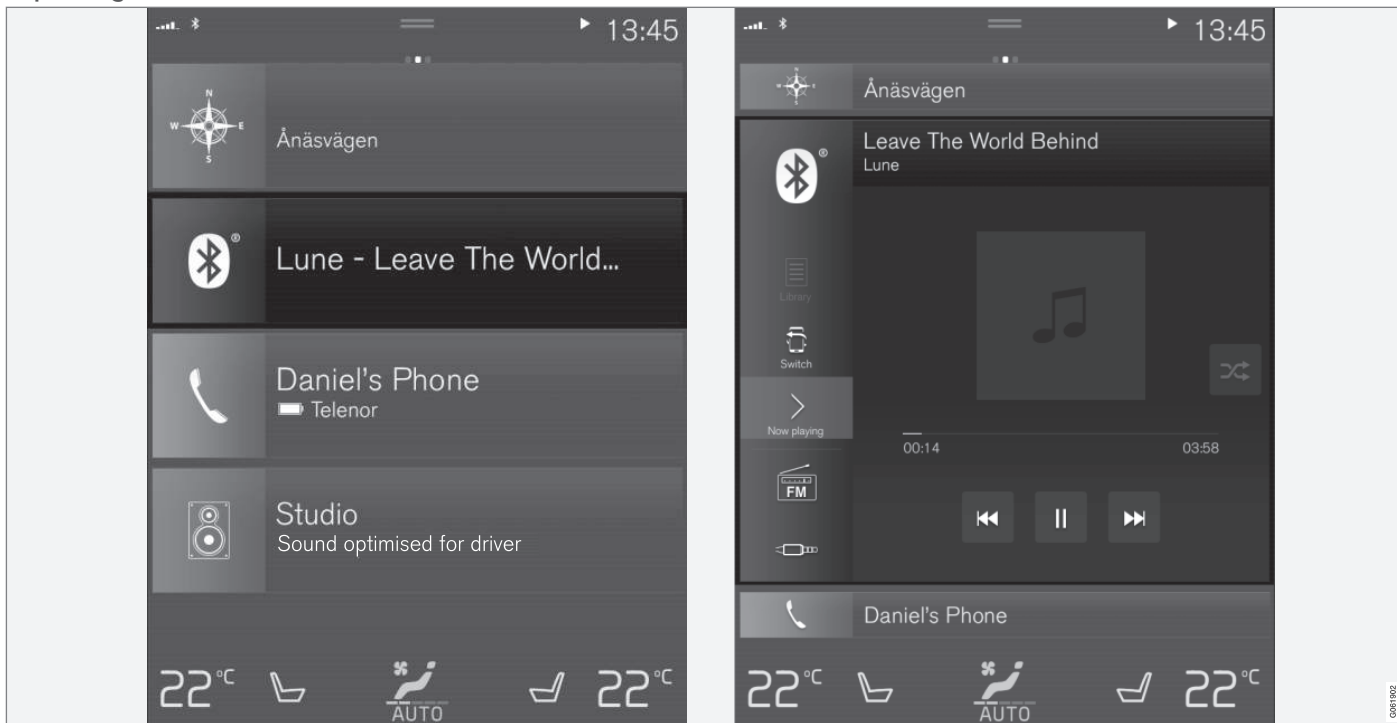 13:45
N
W
E
S
Ånäsvägen
Lune - Leave The World...
Daniel's Phone
Telenor
Studio
Sound optimised for driver
22°C
AUTO
22°C
13:45
N
W
S
Ånäsvägen
Leave The World Behind
Lune
Library
Switch
Now playing
00:14
03:58
FM
Daniel's Phone
22°C
AUTO
22°C
G051902